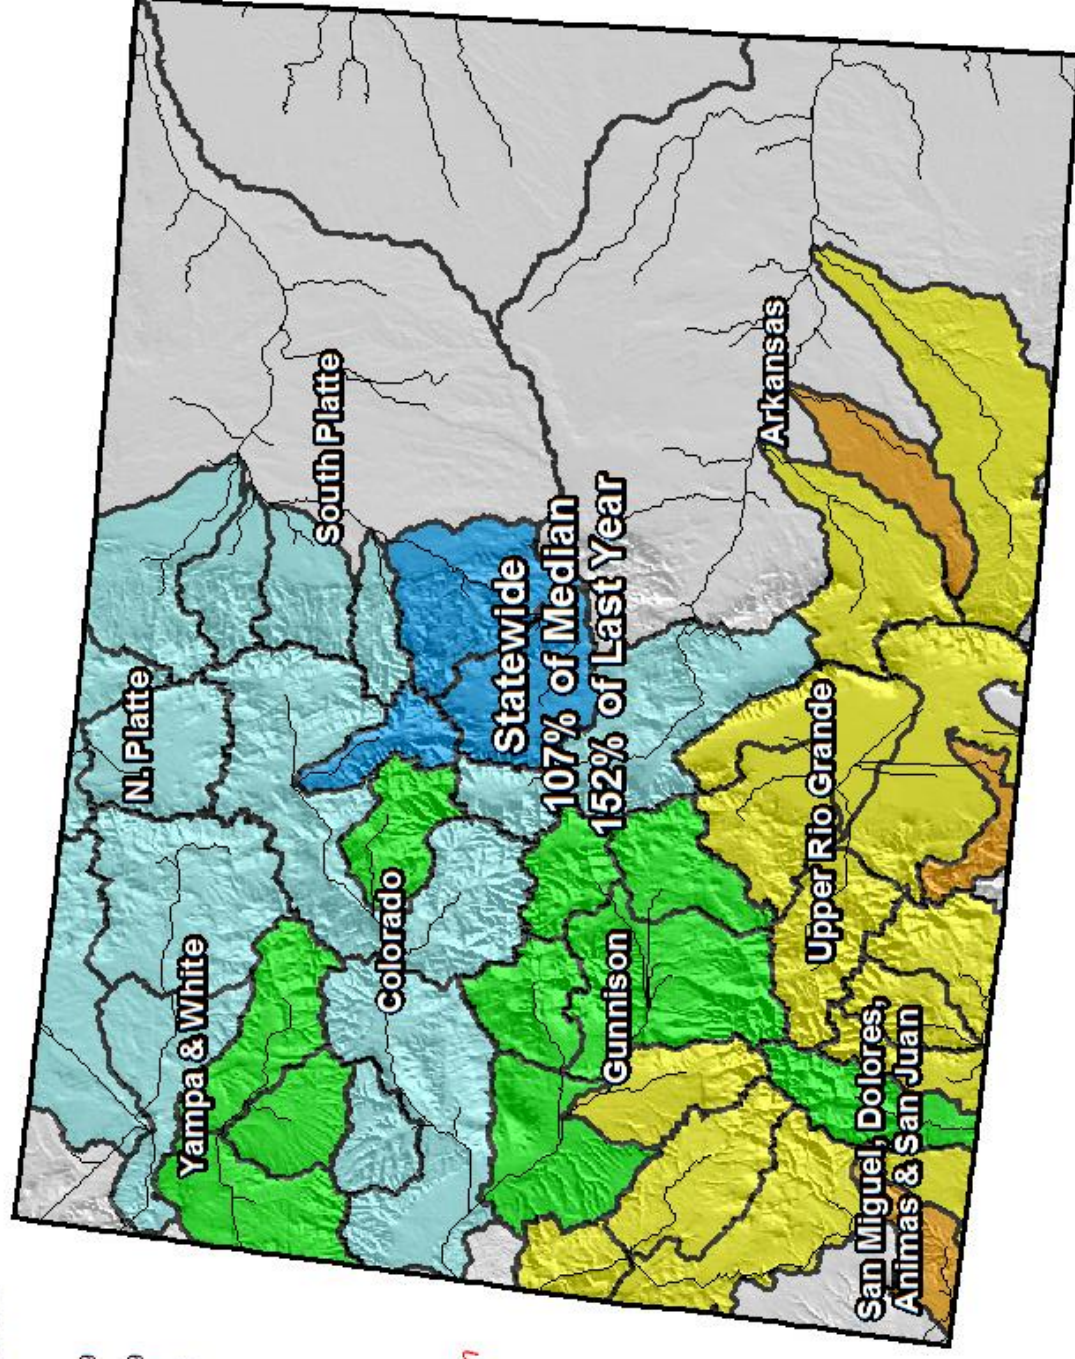 N. Platte
Yampa & White
South Platte
Colorado
Statewide
107% of Median
152% of Last Year
Gunnison
Arkansas
Upper Rio Grande
San Miguel, Dolores,
Animas & San Juan